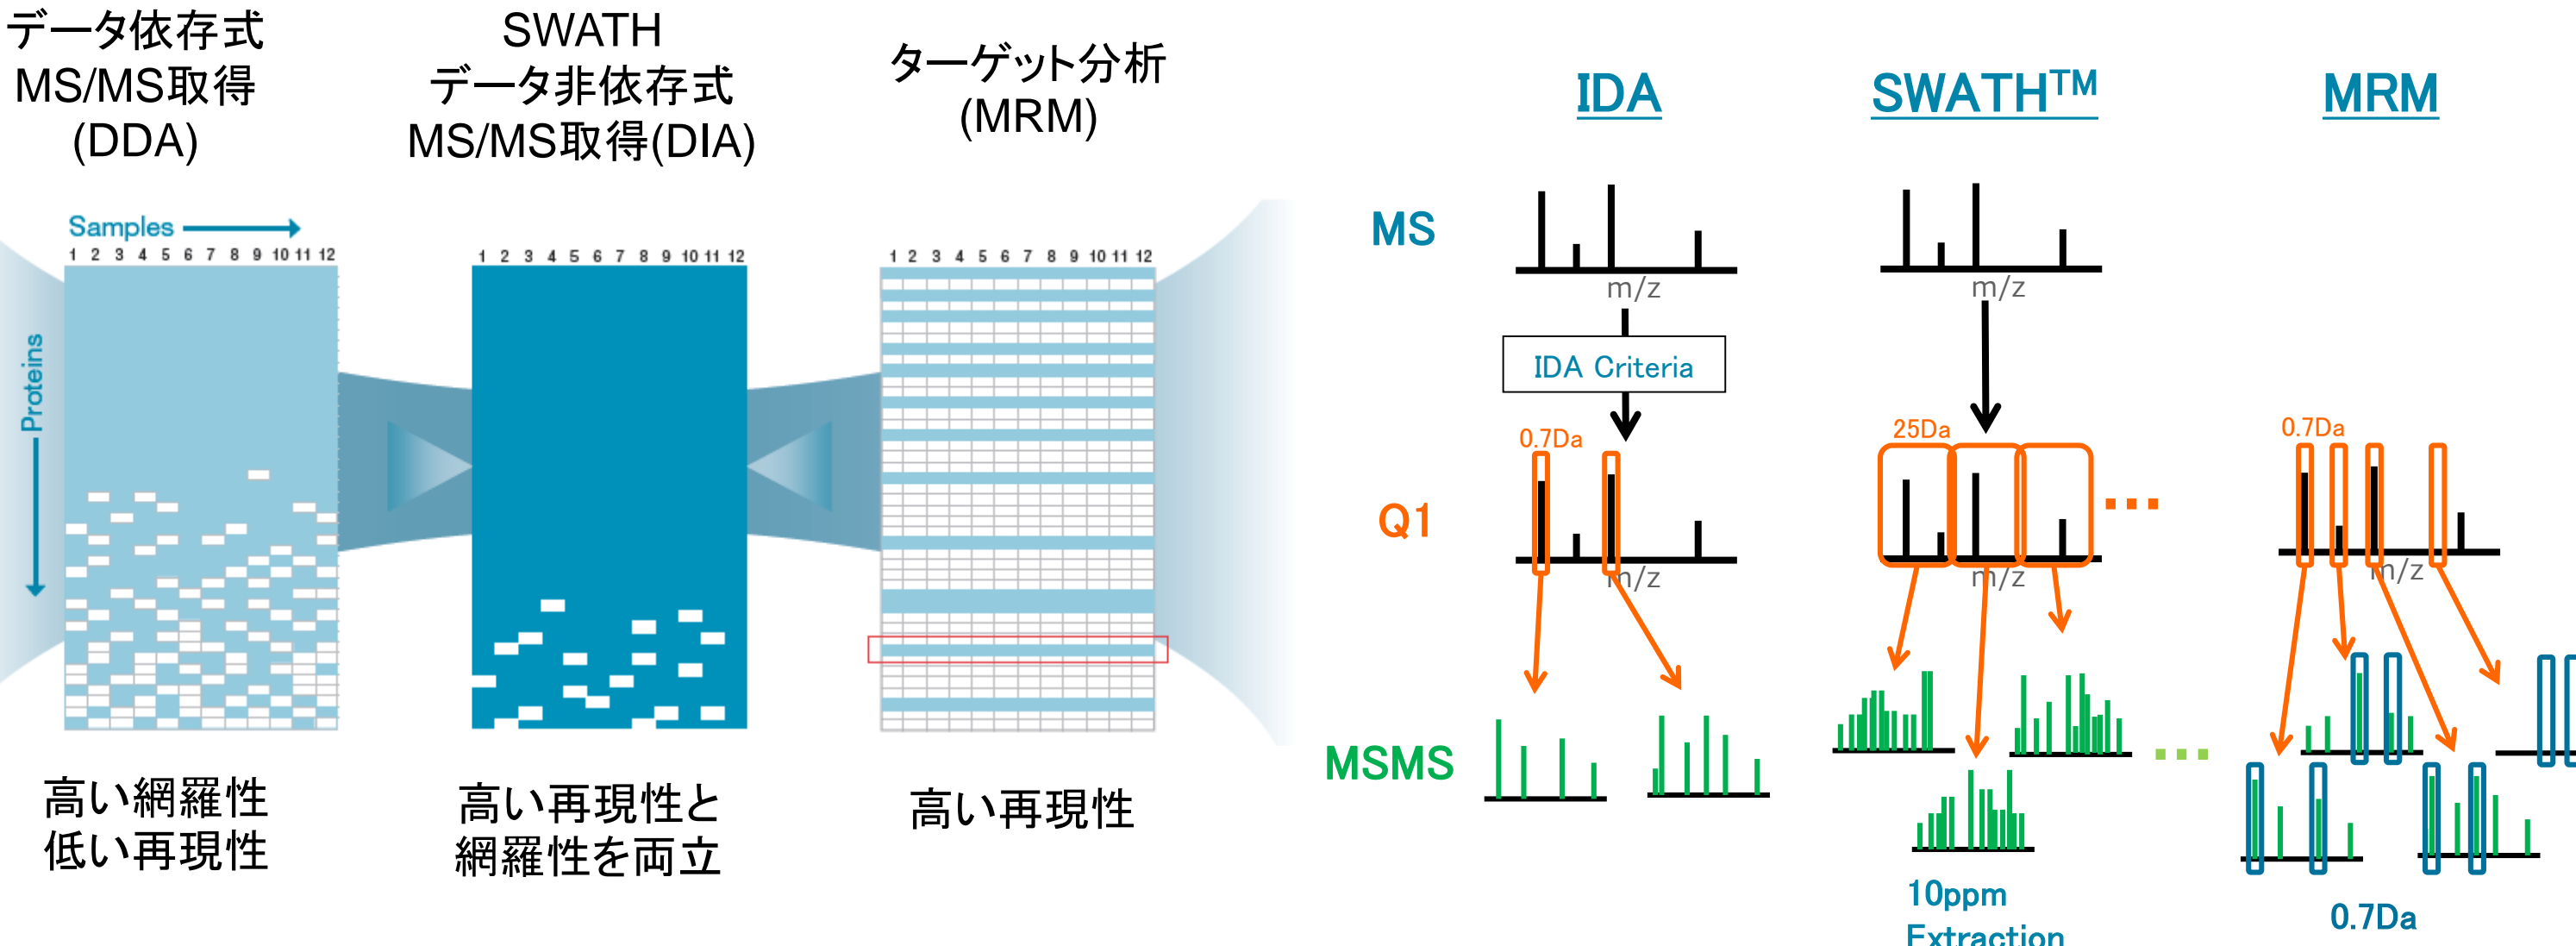 データ依存式
MS/MS取得
(DDA)
SWATH
データ非依存式
MS/MS取得(DIA)
ターゲット分析
(MRM)
Samples
1 2 3 4 5 6 7 8 9 10 11 12
1 2 3 4 5 6 7 8 9 10 11 12
1 2 3 4 5 6 7 8 9 10 11 12
Proteins
高い網羅性
低い再現性
高い再現性と
網羅性を両立
高い再現性
IDA
SWATH™
MRM
MS
m/z
m/z
IDA Criteria
0.7Da
25Da
0.7Da
Q1
m/z
m/z
m/z
MSMS
10ppm
Extraction
0.7Da